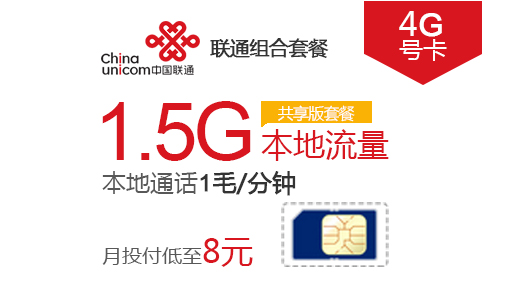 China
unicom中国联通
联通组合套餐
4G
号卡
1.5G
共享版套餐
本地流量
本地通话1毛/分钟
月投付低至8元